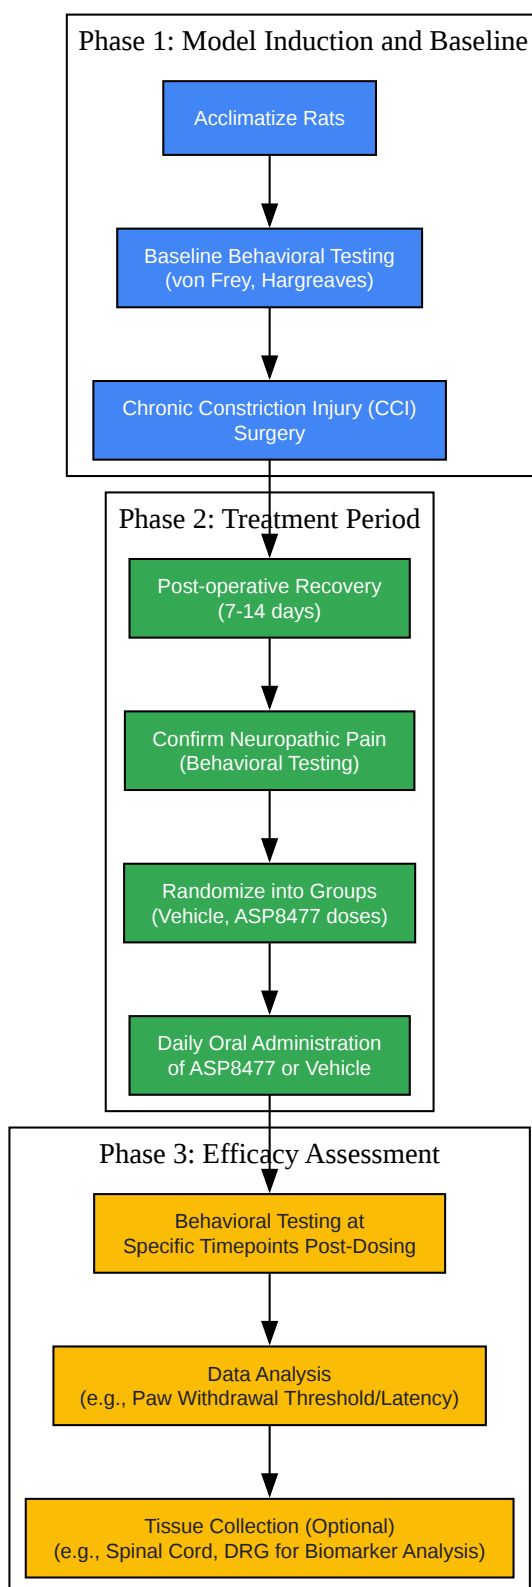 Phase 1: Model Induction and Baseline
Acclimatize Rats
Baseline Behavioral Testing
(von Frey, Hargreaves)
Chronic Constriction Injury (CCI)
Surgery
Phase 2: Treatment Period
Post-operative Recovery
(7-14 days)
Confirm Neuropathic Pain
(Behavioral Testing)
Randomize into Groups
(Vehicle, ASP8477 doses)
Daily Oral Administration
of ASP8477 or Vehicle
Phase 3: Efficacy Assessment
Behavioral Testing at
Specific Timepoints Post-Dosing
Data Analysis
(e.g., Paw Withdrawal Threshold/Latency)
Tissue Collection (Optional)
(e.g., Spinal Cord, DRG for Biomarker Analysis)